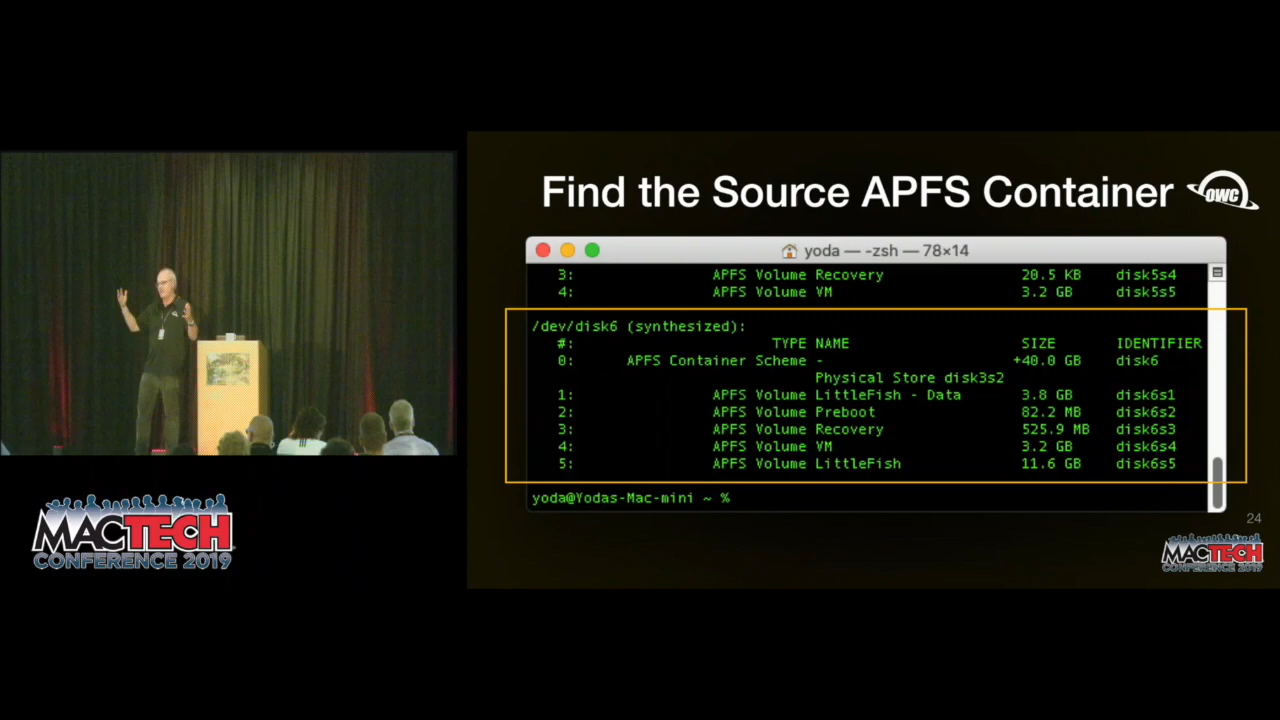 Find the Source APFS Container
OWC
yoda — -zsh — 78×14
3: APFS Volume Recovery 20.5 KB disk5s4
4: APFS Volume VM 3.2 GB disk5s5
/dev/disk6 (synthesized):
#: TYPE NAME SIZE IDENTIFIER
0: APFS Container Scheme - +40.0 GB disk6
Physical Store disk3s2
1: APFS Volume LittleFish - Data 3.8 GB disk6s1
2: APFS Volume Preboot 82.2 MB disk6s2
3: APFS Volume Recovery 525.9 MB disk6s3
4: APFS Volume VM 3.2 GB disk6s4
5: APFS Volume LittleFish 11.6 GB disk6s5
yoda@Yodas-Mac-mini ~ %
24
MACTECH
CONFERENCE 2019
MACTECH
CONFERENCE 2019